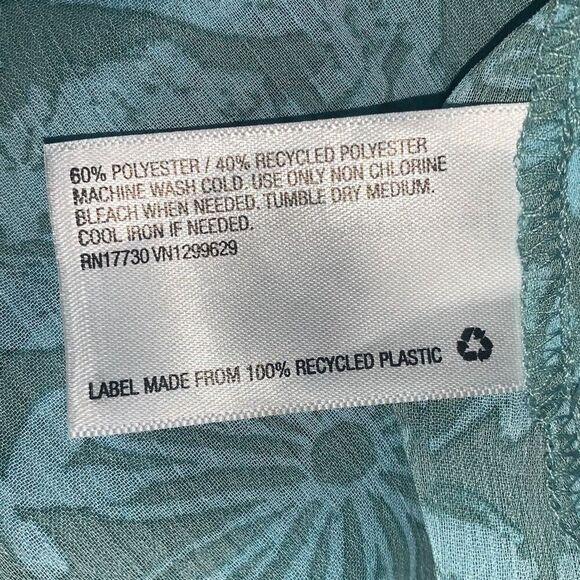 60% POLYESTER / 40% RECYCLED POLYESTER
MACHINE WASH COLD. USE ONLY NON CHLORINE
BLEACH WHEN NEEDED. TUMBLE DRY MEDIUM.
COOL IRON IF NEEDED.
RN17730 VN1299629
LABEL MADE FROM 100% RECYCLED PLASTIC